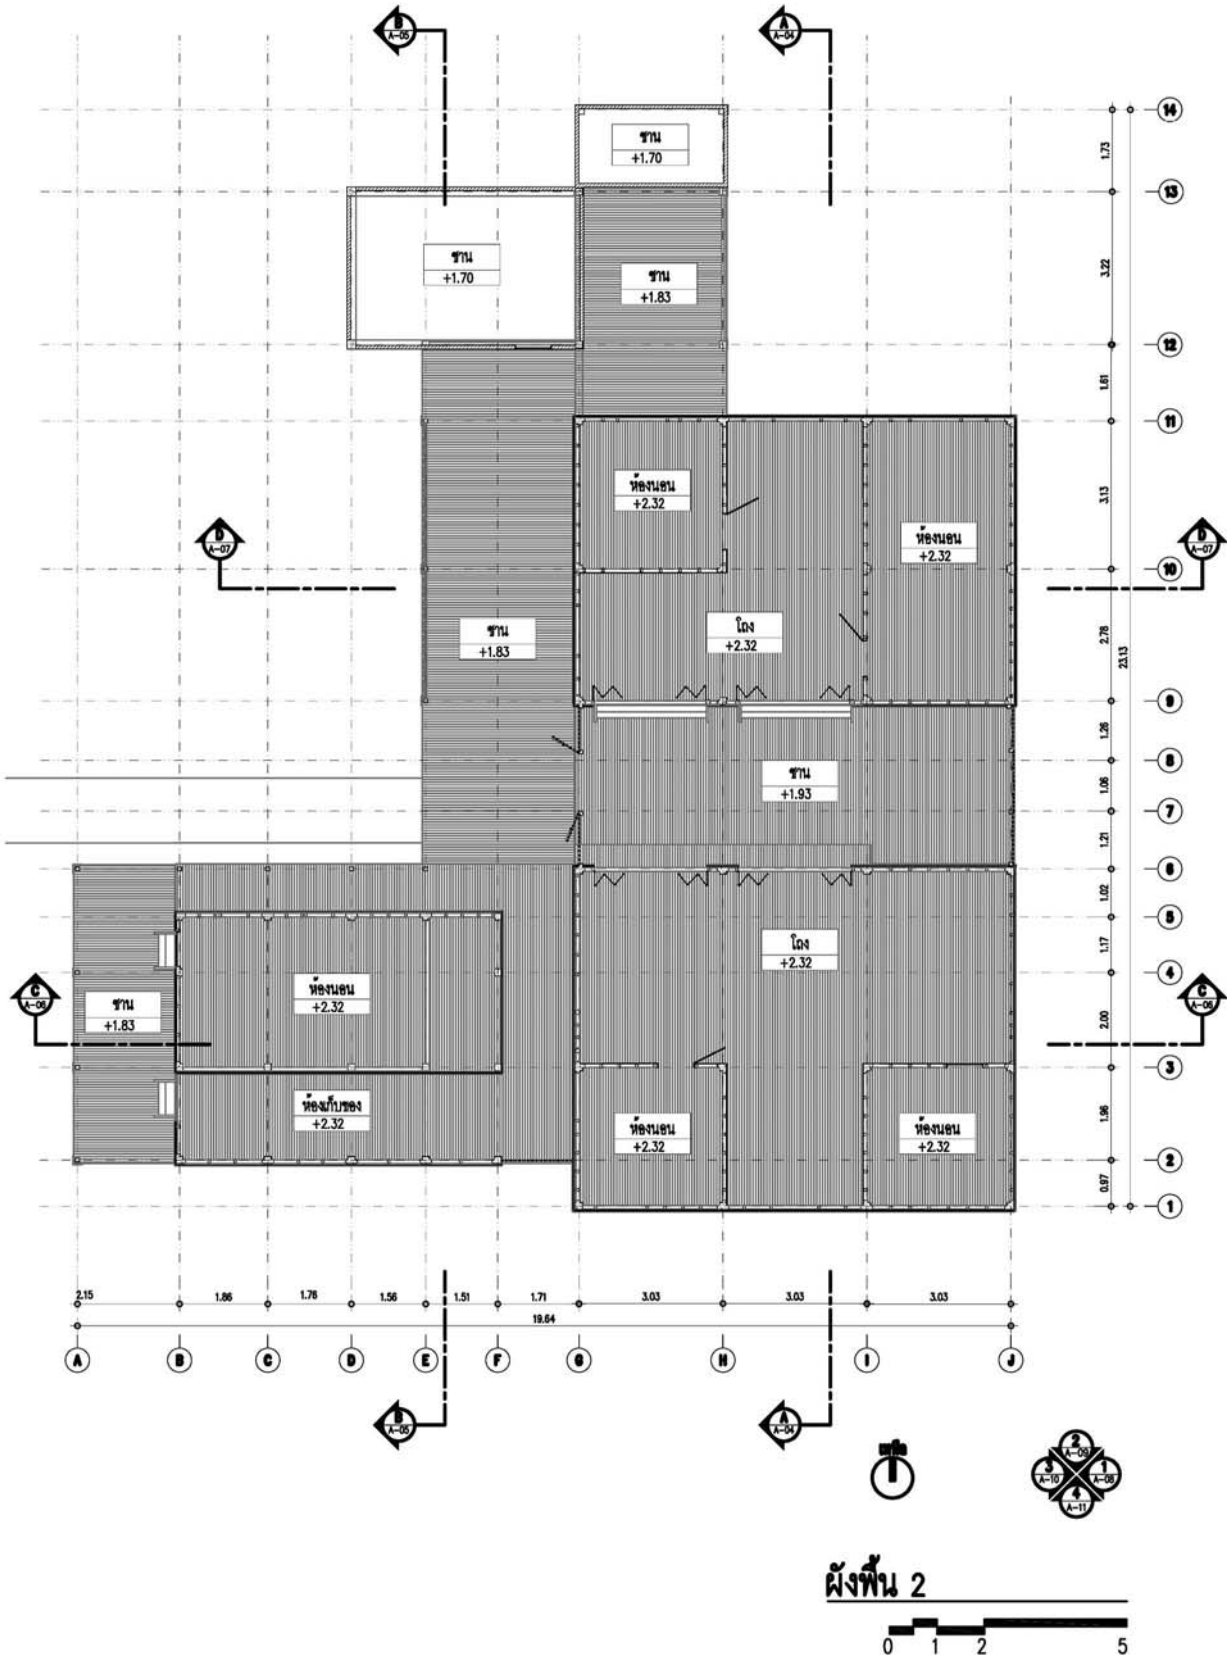 B
A-05
A
A-04
14
ชาน
+1.70
1.73
13
ชาน
+1.70
ชาน
+1.83
3.22
12
1.61
11
ห้องนอน
+2.32
3.13
D
A-07
ห้องนอน
+2.32
D
A-07
10
ชาน
+1.83
โถง
+2.32
2.78
23.13
9
1.26
8
ชาน
+1.93
1.06
7
1.21
6
1.02
5
โถง
+2.32
1.17
4
C
A-06
ห้องนอน
+2.32
C
A-06
ชาน
+1.83
2.00
3
ห้องเก็บของ
+2.32
ห้องนอน
+2.32
ห้องนอน
+2.32
1.96
2
0.97
1
2.15 1.86 1.76 1.56 1.51 1.71 3.03 3.03 3.03
19.64
A B C D E F G H I J
B
A-05
A
A-04
เหนือ
2
A-09
3
A-10
1
A-08
4
A-11
ผังพื้น 2
0 1 2 5